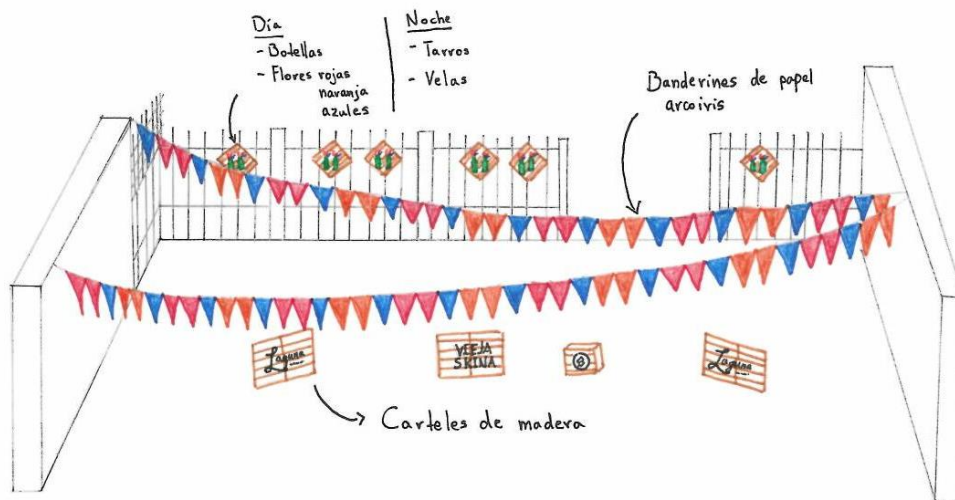 Día
- Botellas
- Flores rojas
naranja
azules
Noche
- Tarros
- Velas
Banderines de papel
arcoiris
Laguna
VIEJA
SKINA
8
Laguna
Carteles de madera